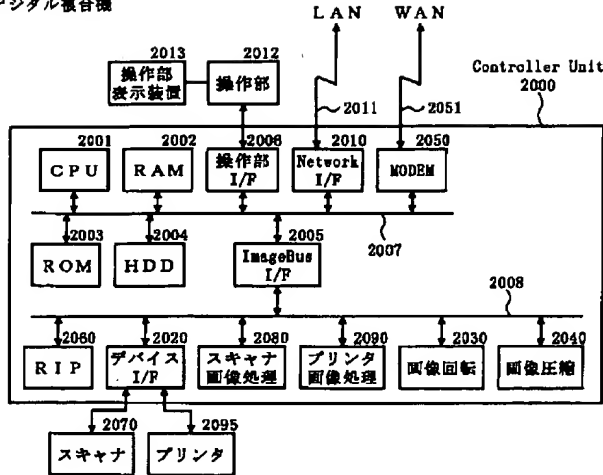 デジタル複合機
LAN WAN
2013 2012
操作部
表示装置
操作部
Controller Unit
2000
2011 2051
2001 2002 2006 2010 2050
CPU RAM 操作部
I/F
Network
I/F
MODEM
2003 2004 2005 2007
ROM HDD ImageBus
I/F
2008
2060 2020 2080 2090 2030 2040
RIP デバイス
I/F
スキャナ
画像処理
プリンタ
画像処理
画像回転 画像圧縮
2070 2095
スキャナ プリンタ